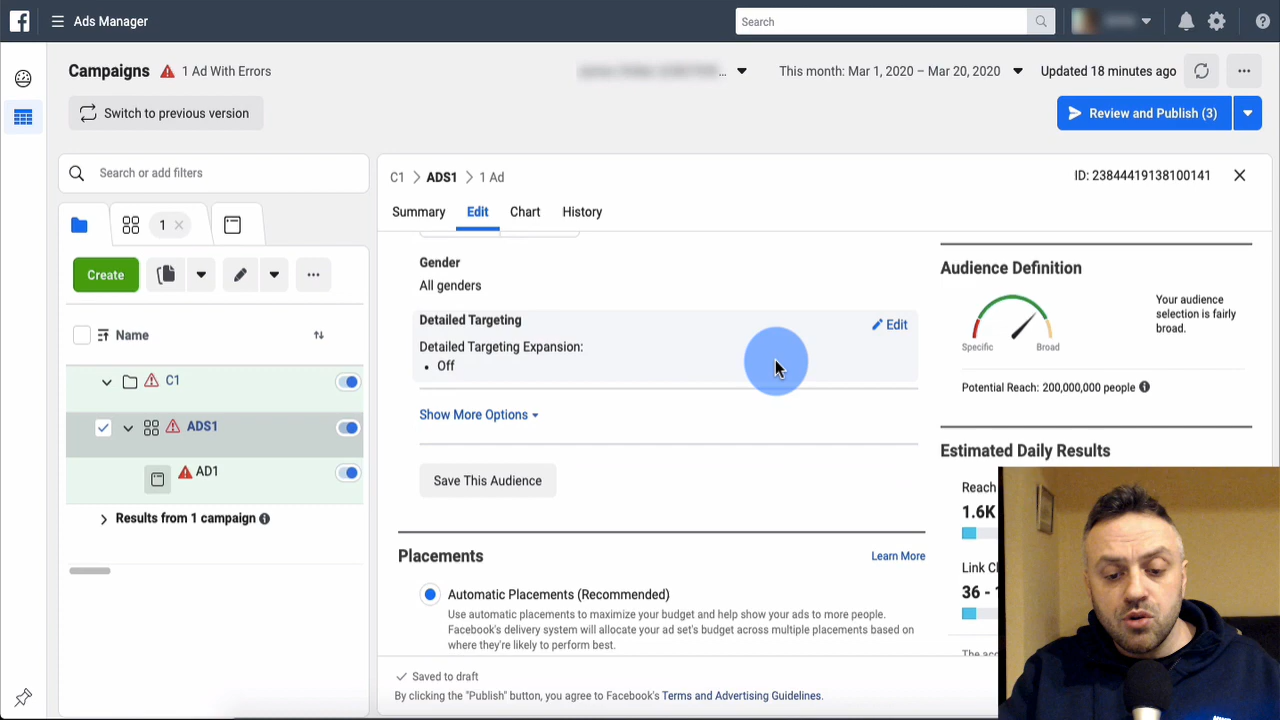 Ads Manager
Search
Campaigns
1 Ad With Errors
This month: Mar 1, 2020 – Mar 20, 2020
Updated 18 minutes ago
Switch to previous version
Review and Publish (3)
Search or add filters
C1
ADS1
1 Ad
ID: 23844419138100141
1
Summary
Edit
Chart
History
Create
Name
C1
ADS1
AD1
Results from 1 campaign
Gender
All genders
Detailed Targeting
Edit
Detailed Targeting Expansion:
• Off
Show More Options
Save This Audience
Placements
Learn More
Automatic Placements (Recommended)
Use automatic placements to maximize your budget and help show your ads to more people.
Facebook's delivery system will allocate your ad set's budget across multiple placements based on
where they're likely to perform best.
Saved to draft
By clicking the "Publish" button, you agree to Facebook's Terms and Advertising Guidelines.
Audience Definition
Your audience
selection is fairly
broad.
Specific
Broad
Potential Reach: 200,000,000 people
Estimated Daily Results
Reach
1.6K
36 -